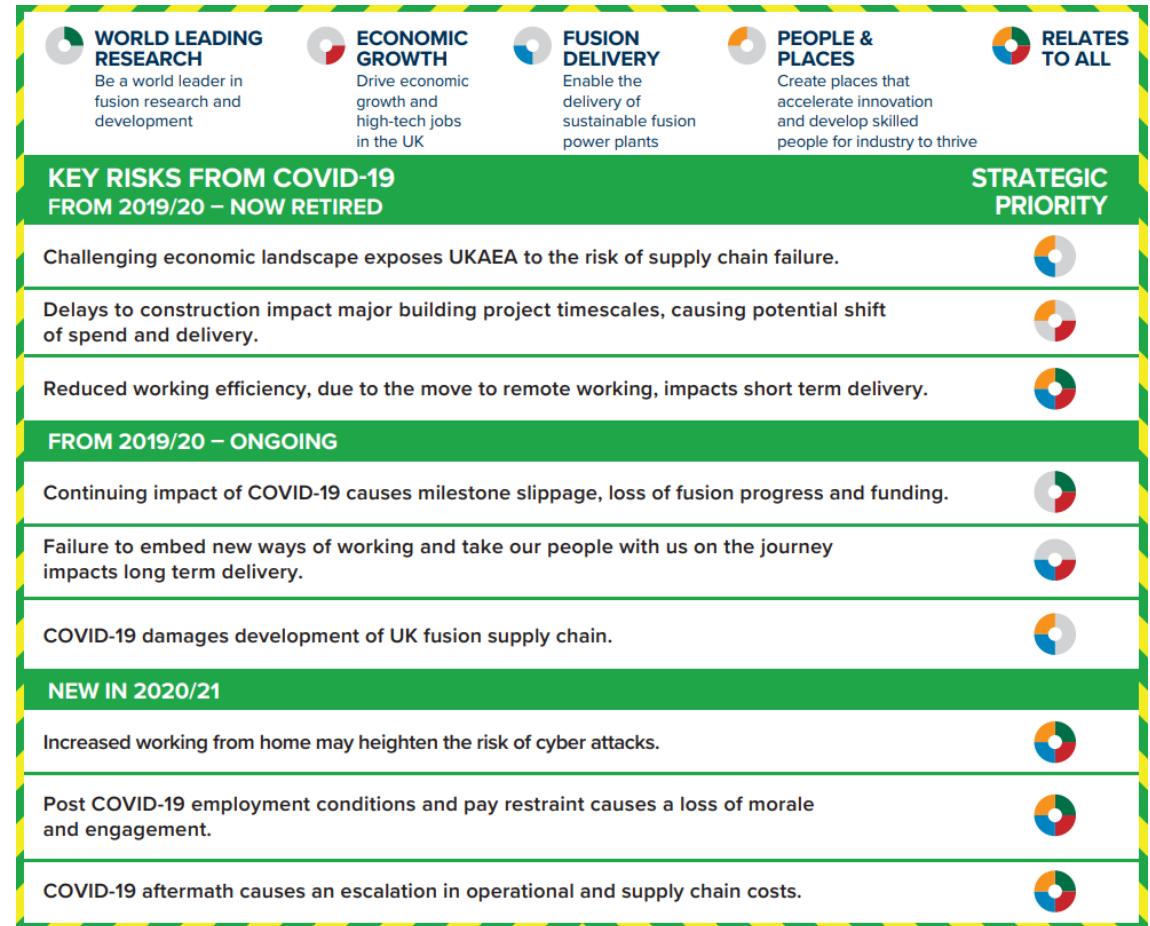 WORLD LEADING
RESEARCH
Be a world leader in
fusion research and
development
ECONOMIC
GROWTH
Drive economic
growth and
high-tech jobs
in the UK
FUSION
DELIVERY
Enable the
delivery of
sustainable fusion
power plants
PEOPLE &
PLACES
Create places that
accelerate innovation
and develop skilled
people for industry to thrive
RELATES
TO ALL
KEY RISKS FROM COVID-19
FROM 2019/20 – NOW RETIRED
STRATEGIC
PRIORITY
Challenging economic landscape exposes UKAEA to the risk of supply chain failure.
Delays to construction impact major building project timescales, causing potential shift
of spend and delivery.
Reduced working efficiency, due to the move to remote working, impacts short term delivery.
FROM 2019/20 – ONGOING
Continuing impact of COVID-19 causes milestone slippage, loss of fusion progress and funding.
Failure to embed new ways of working and take our people with us on the journey
impacts long term delivery.
COVID-19 damages development of UK fusion supply chain.
NEW IN 2020/21
Increased working from home may heighten the risk of cyber attacks.
Post COVID-19 employment conditions and pay restraint causes a loss of morale
and engagement.
COVID-19 aftermath causes an escalation in operational and supply chain costs.